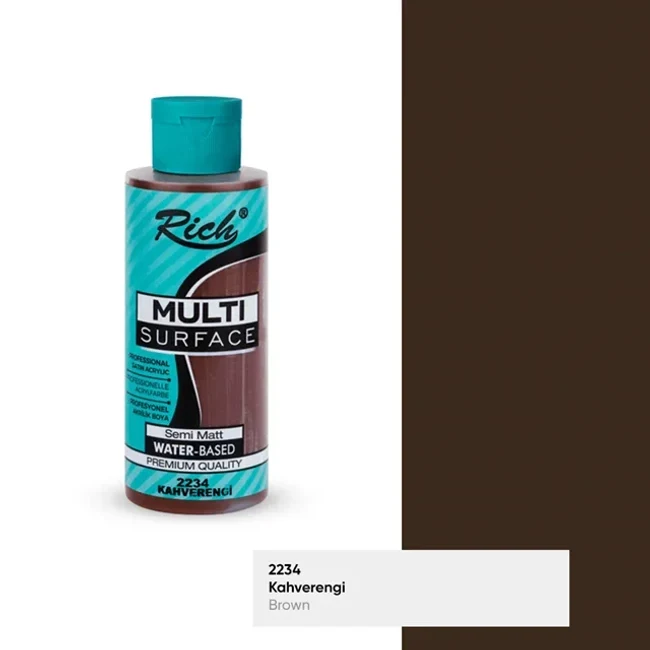 Rich®
MULTI
SURFACE
PROFESSIONAL
SATIN ACRYLIC
PROFESSIONELLE
ACRYLFARBE
PROFESYONEL
AKRİLİK BOYA
Semi Matt
WATER-BASED
PREMIUM QUALITY
2234
KAHVERENGİ
2234
Kahverengi
Brown